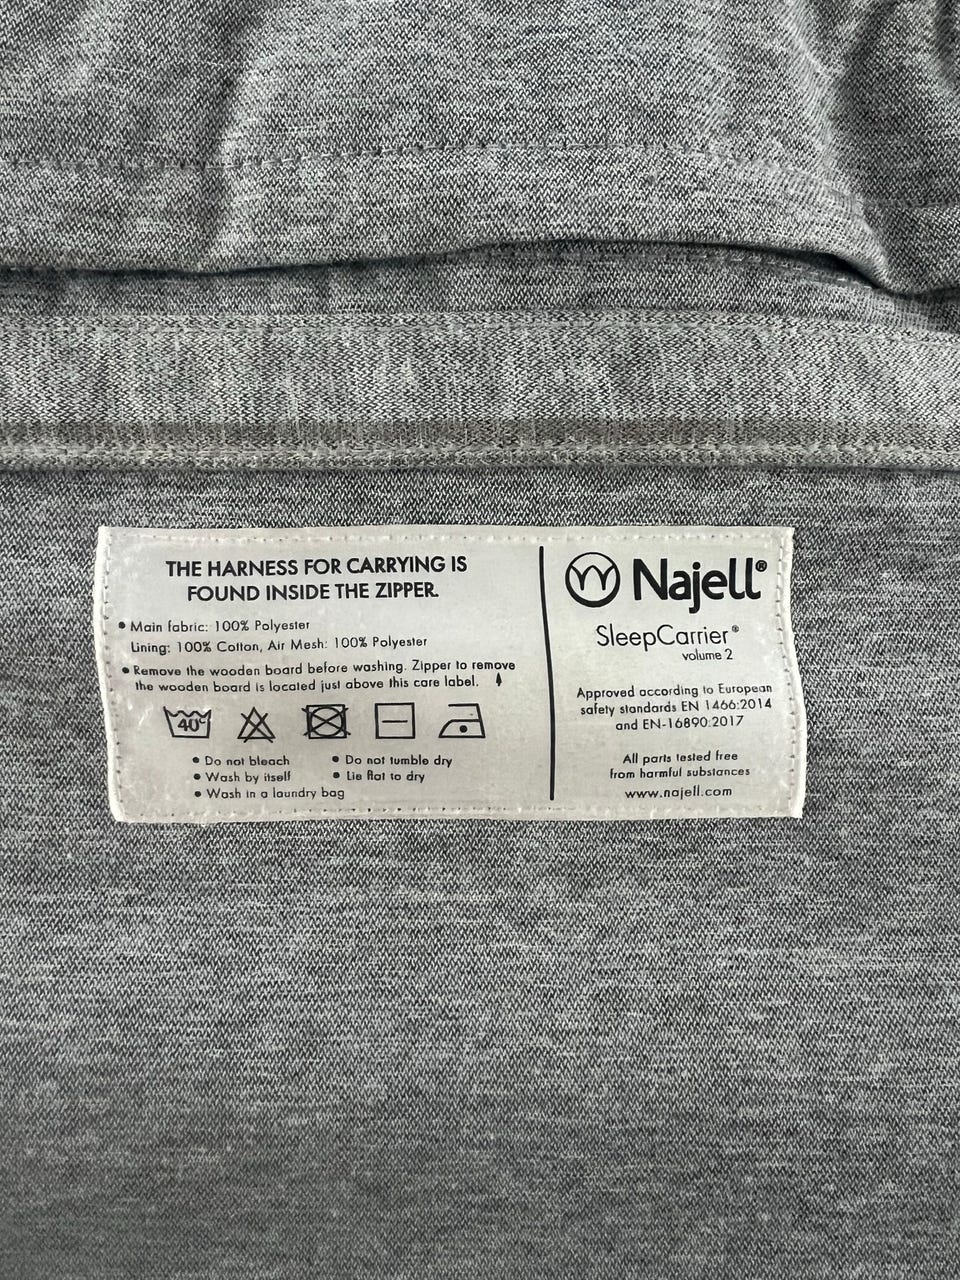 THE HARNESS FOR CARRYING IS
FOUND INSIDE THE ZIPPER.
• Main fabric: 100% Polyester
Lining: 100% Cotton, Air Mesh: 100% Polyester
• Remove the wooden board before washing. Zipper to remove
the wooden board is located just above this care label.
40°
• Do not bleach
• Wash by itself
• Wash in a laundry bag
• Do not tumble dry
• Lie flat to dry
Najell®
SleepCarrier®
volume 2
Approved according to European
safety standards EN 1466:2014
and EN-16890:2017
All parts tested free
from harmful substances
www.najell.com